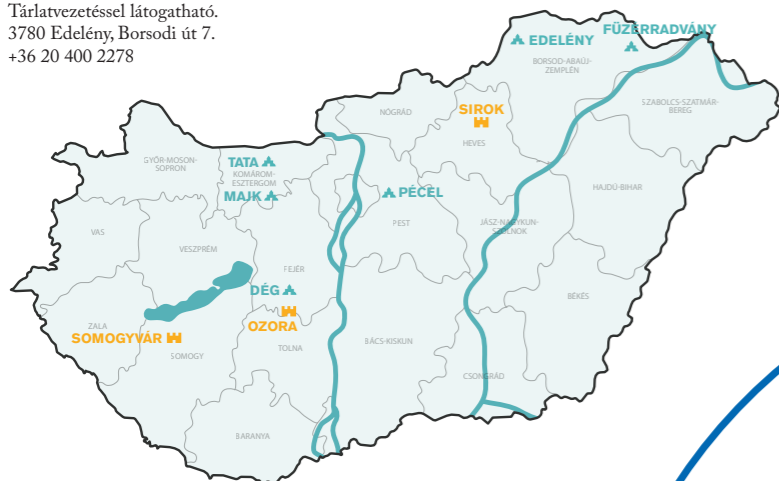 Tárlatvezetéssel látogatható.
3780 Edelény, Borsodi út 7.
+36 20 400 2278
EDELÉNY
FÜZÉRRADVÁNY
BORSOD-ABAÚJ-
ZEMPLÉN
NÓGRÁD
SIROK
HEVES
SZABOLCS-SZATMÁR-
BEREG
GYŐR-MOSON-
SOPRON
TATA
KOMÁROM-
ESZTERGOM
MAJK
PÉCEL
PEST
HAJDÚ-BIHAR
JÁSZ-NAGYKUN-
SZOLNOK
VAS
VESZPRÉM
FEJÉR
DÉG
OZORA
BÉKÉS
ZALA
SOMOGYVÁR
SOMOGY
TOLNA
BÁCS-KISKUN
CSONGRÁD
BARANYA